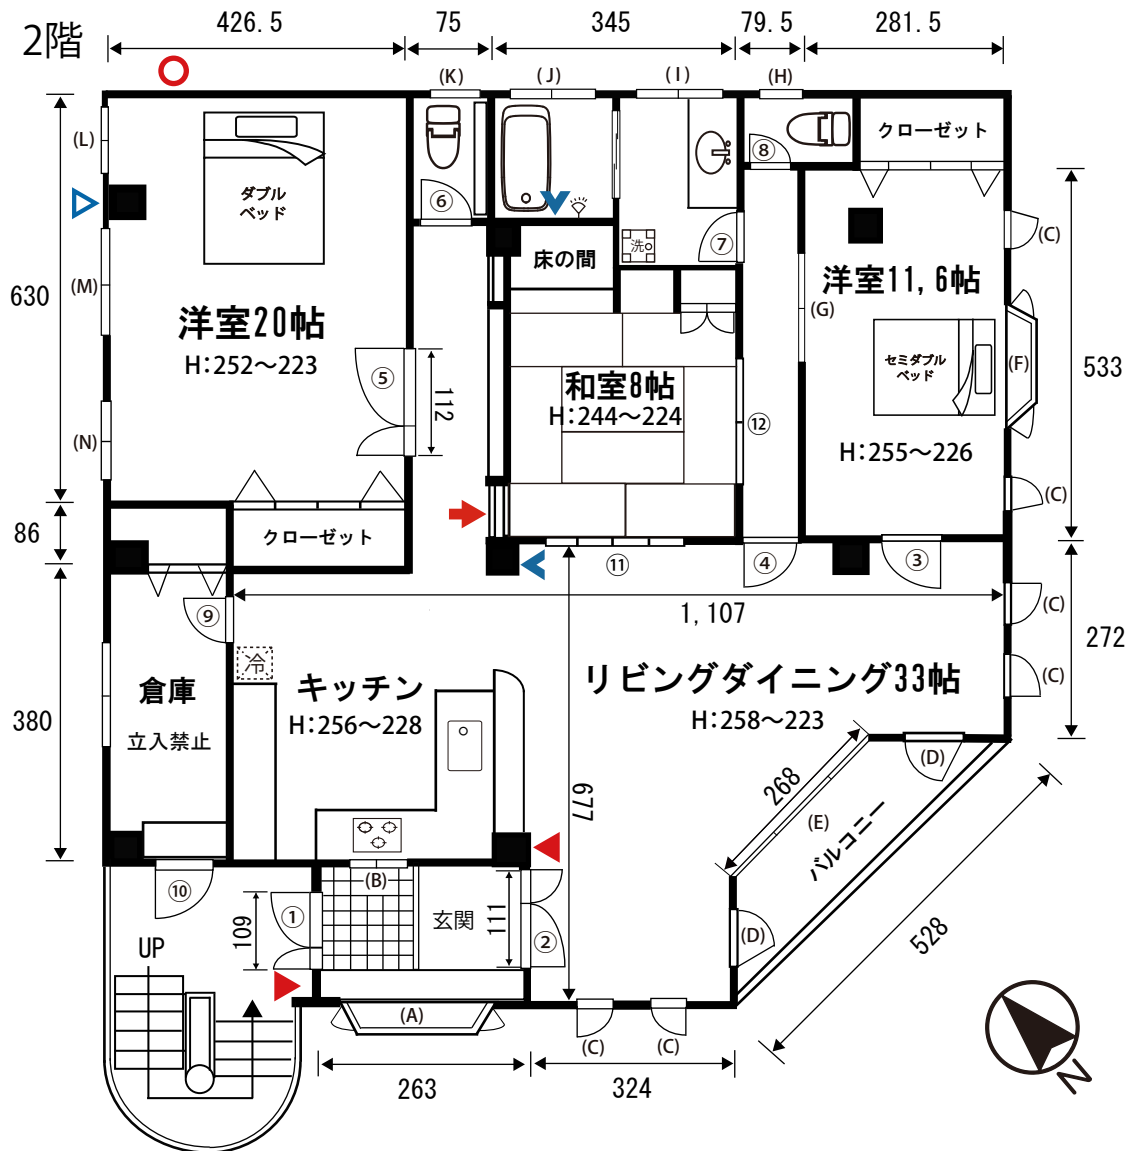 2階
426.5
75
345
79.5
281.5
(K)
(J)
(I)
(H)
(L)
ダブル
ベッド
⑥
⑧
クローゼット
洗
⑦
(C)
床の間
630
(M)
洋室20帖
H:252～223
⑤
112
和室8帖
H:244～224
⑫
(G)
洋室11,6帖
セミダブル
ベッド
(F)
533
H:255～226
(N)
(C)
86
クローゼット
⑪
④
③
⑨
1,107
(C)
272
冷
(C)
倉庫
立入禁止
380
キッチン
H:256～228
リビングダイニング33帖
H:258～223
677
268
(D)
(E)
バルコニー
528
⑩
(B)
①
109
玄関
111
②
(D)
UP
(A)
(C)
(C)
263
324
N